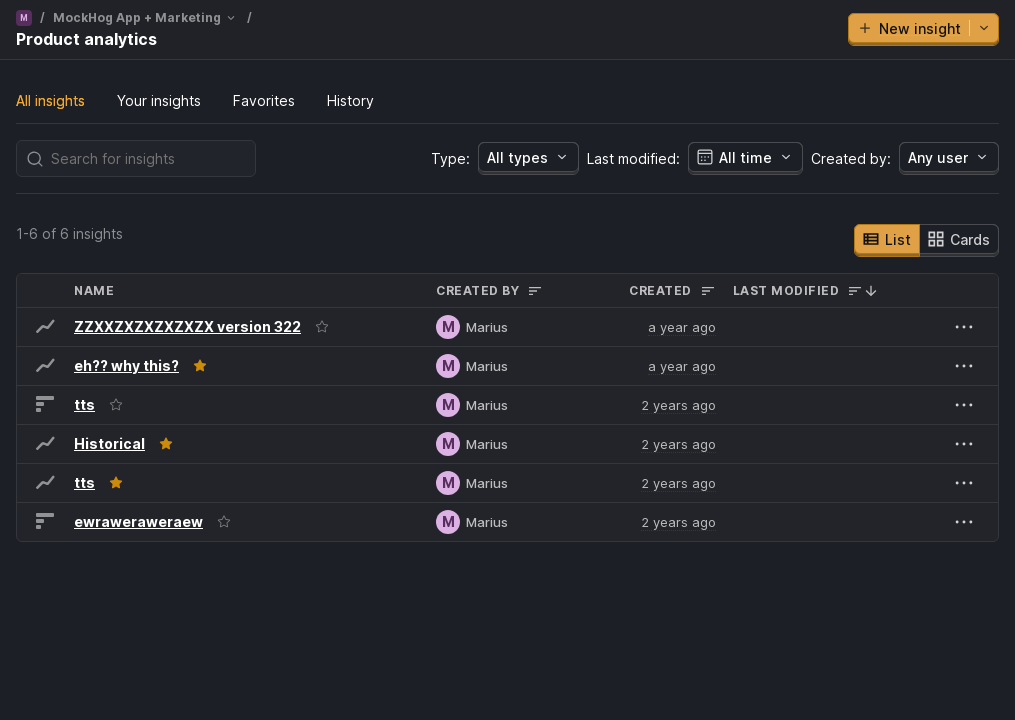 M / MockHog App + Marketing /
Product analytics
New insight
All insights Your insights Favorites History
Search for insights Type: All types Last modified: All time Created by: Any user
1-6 of 6 insights List Cards
NAME CREATED BY CREATED LAST MODIFIED
ZZXXZXZXZXZXZX version 322 M Marius a year ago
eh?? why this? M Marius a year ago
tts M Marius 2 years ago
Historical M Marius 2 years ago
tts M Marius 2 years ago
ewraweraweraew M Marius 2 years ago